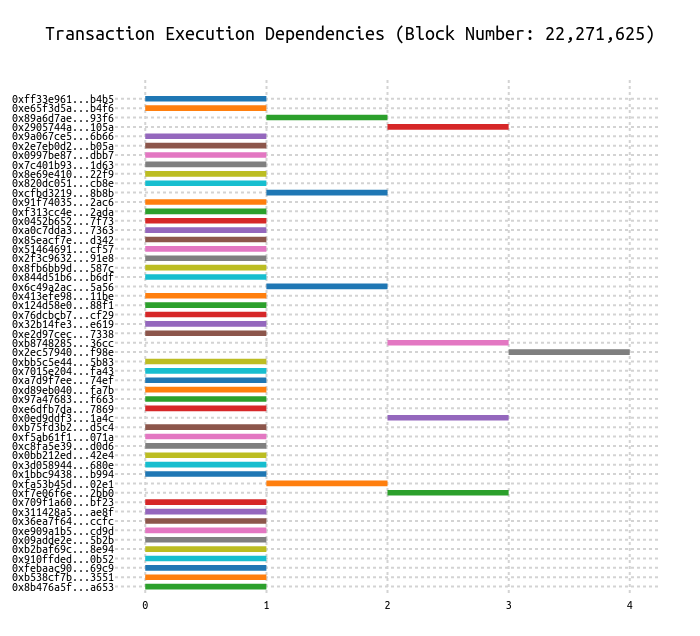 Transaction Execution Dependencies (Block Number: 22,271,625)
0xff33e961...b4b5
0xe65f3d5a...b4f6
0x89a6d7ae...93f6
0x2905744a...105a
0x9a067ce5...6b66
0x2e7eb0d2...b05a
0x0997be87...dbb7
0x7c401b93...1d63
0x8e69e410...22f9
0x820dc051...cb8e
0xcfbd3219...8b8b
0x91f74035...2ac6
0xf313cc4e...2ada
0x0452b652...7f73
0xa0c7dda3...7363
0x85eacf7e...d342
0x51464691...cf57
0x2f3c9632...91e8
0x8fb6bb9d...587c
0x844d51b6...b6df
0x6c49a2ac...5a56
0x413efe98...11be
0x124d58e0...88f1
0x76dcbcb7...cf29
0x32b14fe3...e619
0xe2d97cec...7338
0xb8748285...36cc
0x2ec57940...f98e
0xbb5c5e44...5b83
0x7015e204...fa43
0xa7d9f7ee...74ef
0xd89eb040...fa7b
0x97a47683...f663
0xe6dfb7da...7869
0x0ed9ddf3...1a4c
0xb75fd3b2...d5c4
0xf5ab61f1...071a
0xc8fa5e39...d0d6
0x0bb212ed...42e4
0x3d058944...680e
0x1bbc9438...b994
0xfa53b45d...02e1
0xf7e06f6e...2bb0
0x709f1a60...bf23
0x311428a5...ae8f
0x36ea7f64...ccfc
0xe909a1b5...cd9d
0x09adde2e...5b2b
0xb2baf69c...8e94
0x910ffded...0b52
0xfebaac90...69c9
0xb538cf7b...3551
0x8b476a5f...a653
0 1 2 3 4